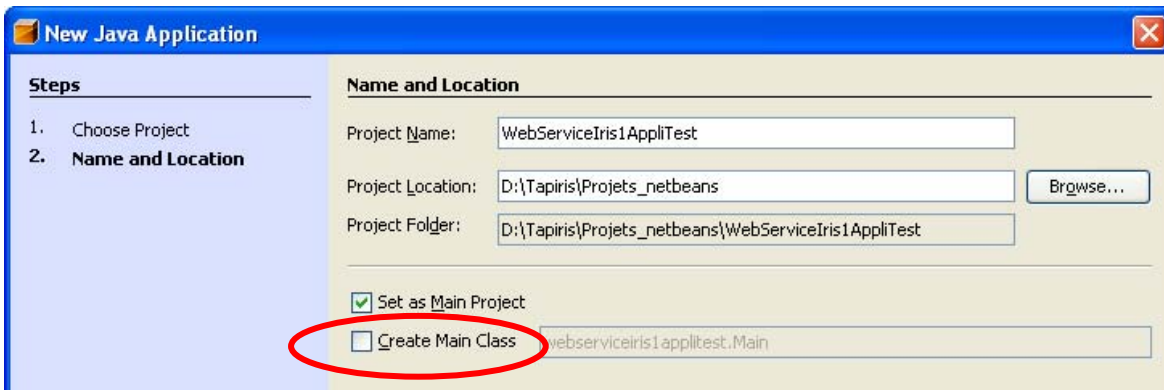 New Java Application
Steps
1. Choose Project
2. Name and Location
Name and Location
Project Name: WebServiceIris1AppliTest
Project Location: D:\Tapiris\Projets_netbeans Browse...
Project Folder: D:\Tapiris\Projets_netbeans\WebServiceIris1AppliTest
Set as Main Project
Create Main Class webserviceiris1applitest.Main